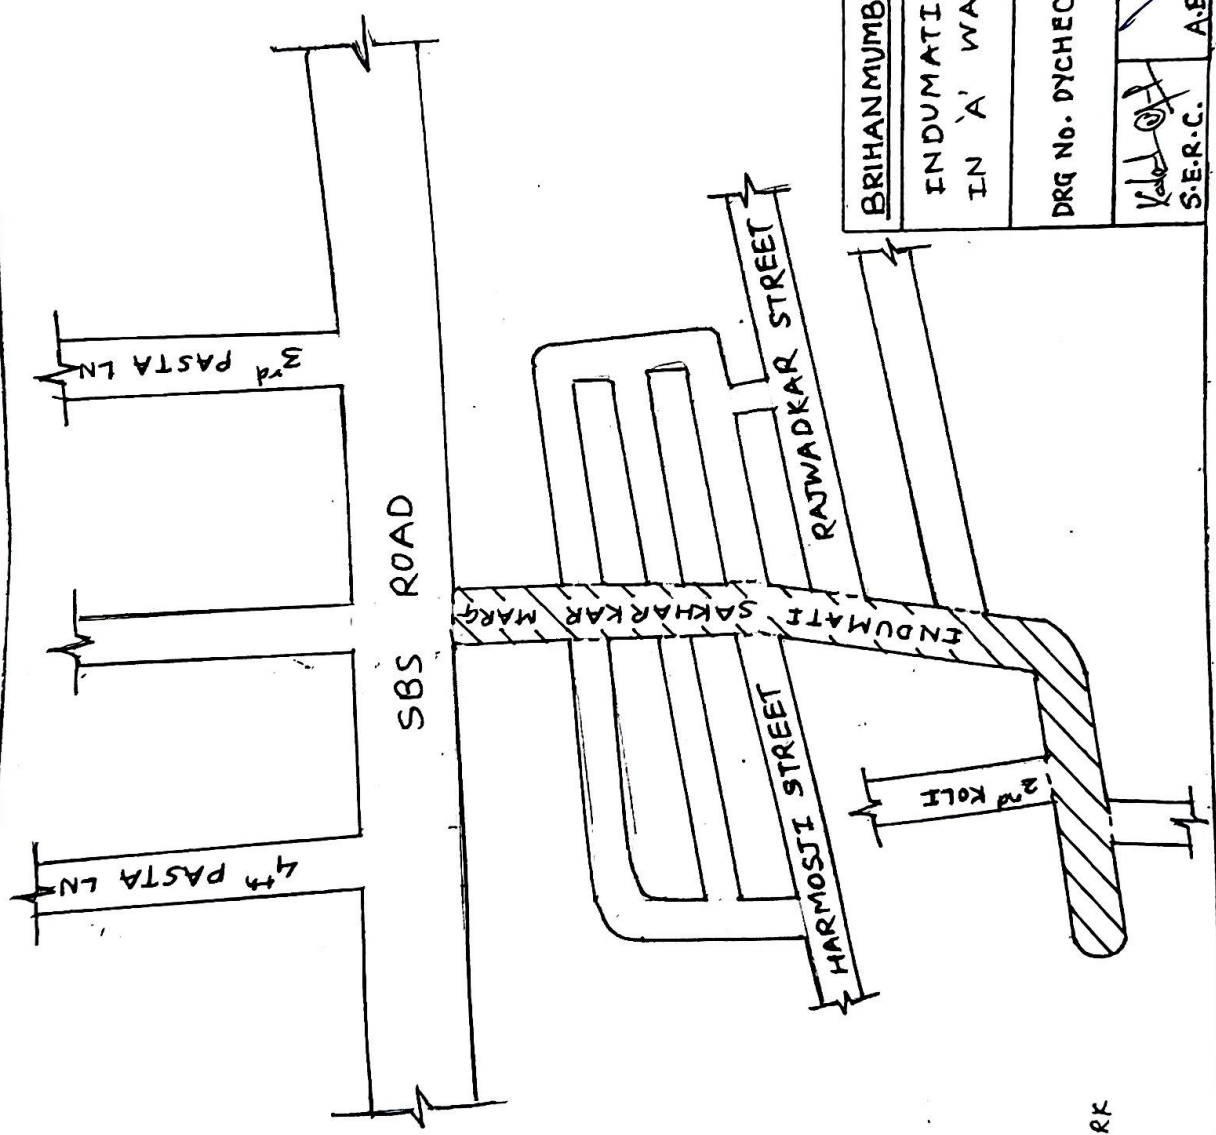 3rd PASTA LN
4th PASTA LN
SBS ROAD
INDUMATI SAKHARKAR MARG
RAJWADKAR STREET
HARMOSJI STREET
2nd KOLI
BRIHANMUMB
INDUMATI
IN 'A' WA
DRG No. DYCHEC
S.E.R.C.
A.E
RK